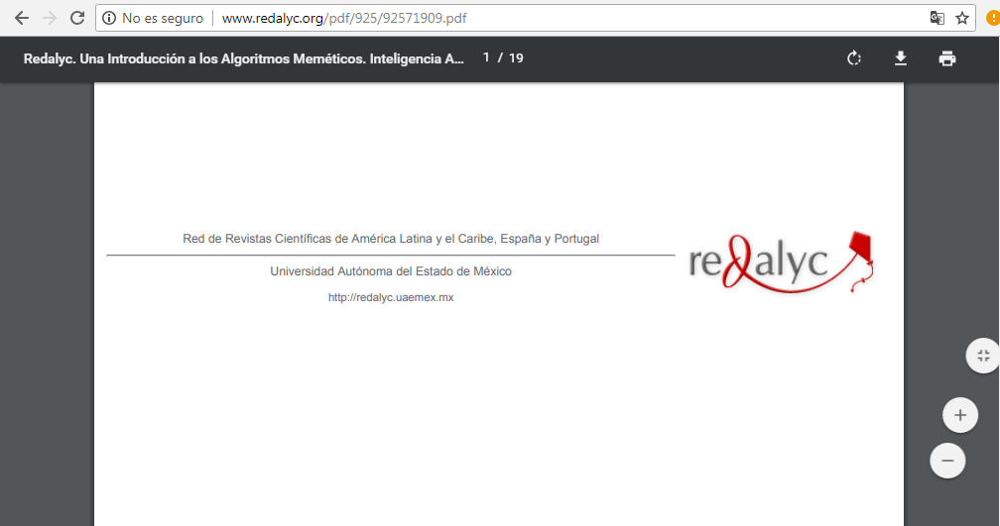 No es seguro | www.redalyc.org/pdf/925/92571909.pdf
Redalyc. Una Introducción a los Algoritmos Meméticos. Inteligencia A... 1 / 19
Red de Revistas Científicas de América Latina y el Caribe, España y Portugal
redalyc
Universidad Autónoma del Estado de México
http://redalyc.uaemex.mx